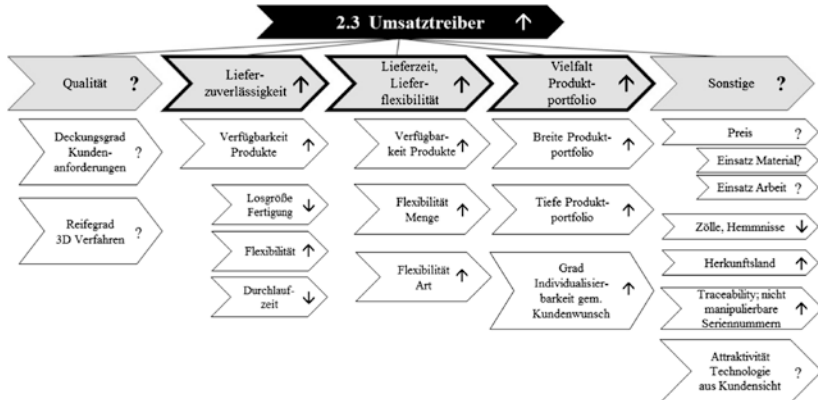 2.3 Umsatztreiber ↑
Qualität ?
Deckungsgrad
Kunden-
anforderungen ?
Reifegrad
3D Verfahren ?
Liefer-
zuverlässigkeit ↑
Verfügbarkeit
Produkte ↑
Losgröße
Fertigung ↓
Flexibilität ↑
Durchlauf-
zeit ↓
Lieferzeit,
Liefer-
flexibilität ↑
Verfügbar-
keit Produkte ↑
Flexibilität
Menge ↑
Flexibilität
Art ↑
Vielfalt
Produkt-
portfolio ↑
Breite Produkt-
portfolio ↑
Tiefe Produkt-
portfolio ↑
Grad
Individualisier-
barkeit gem.
Kundenwunsch ↑
Sonstige ?
Preis ?
Einsatz Material ?
Einsatz Arbeit ?
Zölle, Hemmnisse ↓
Herkunftsland ↑
Traceability; nicht
manipulierbare
Seriennummern ↑
Attraktivität
Technologie
aus Kundensicht ?